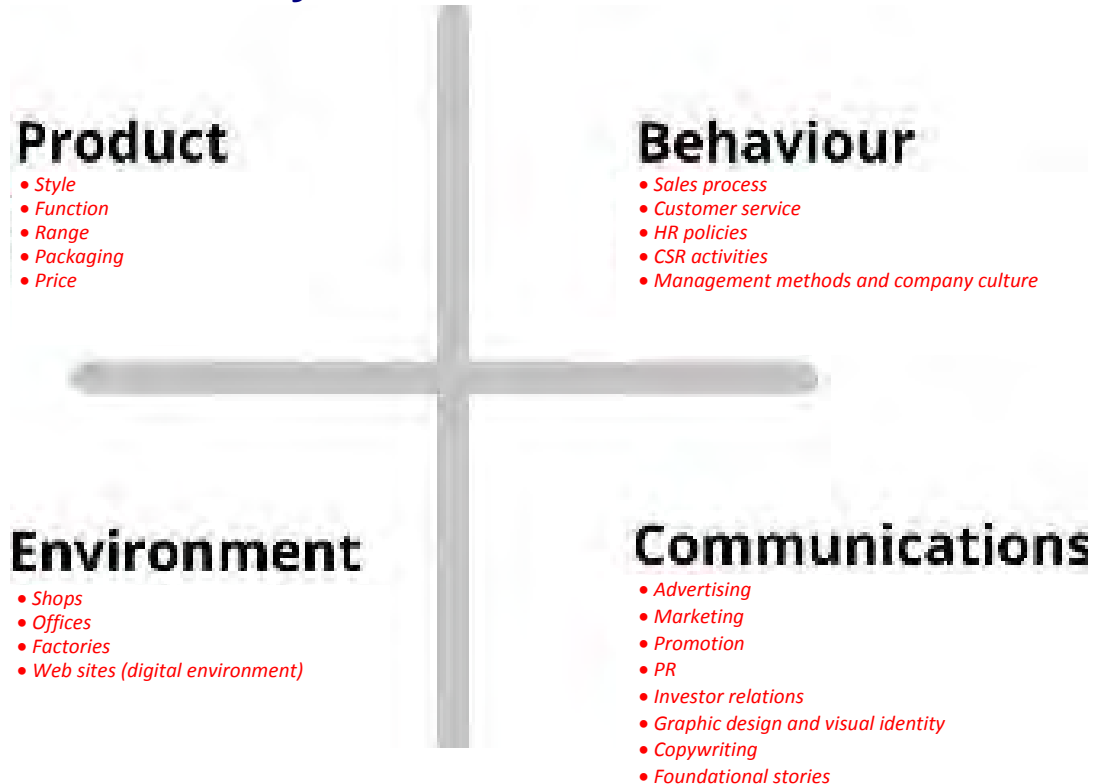 Product
• Style
• Function
• Range
• Packaging
• Price
Behaviour
• Sales process
• Customer service
• HR policies
• CSR activities
• Management methods and company culture
Environment
• Shops
• Offices
• Factories
• Web sites (digital environment)
Communications
• Advertising
• Marketing
• Promotion
• PR
• Investor relations
• Graphic design and visual identity
• Copywriting
• Foundational stories